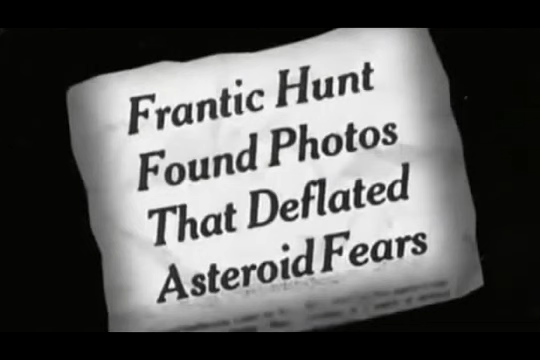 Frantic Hunt
Found Photos
That Deflated
Asteroid Fears